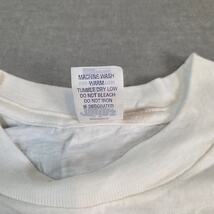 MACHINE WASH
WARM
TUMBLE DRY LOW
DO NOT BLEACH
DO NOT IRON
IF DECORATED